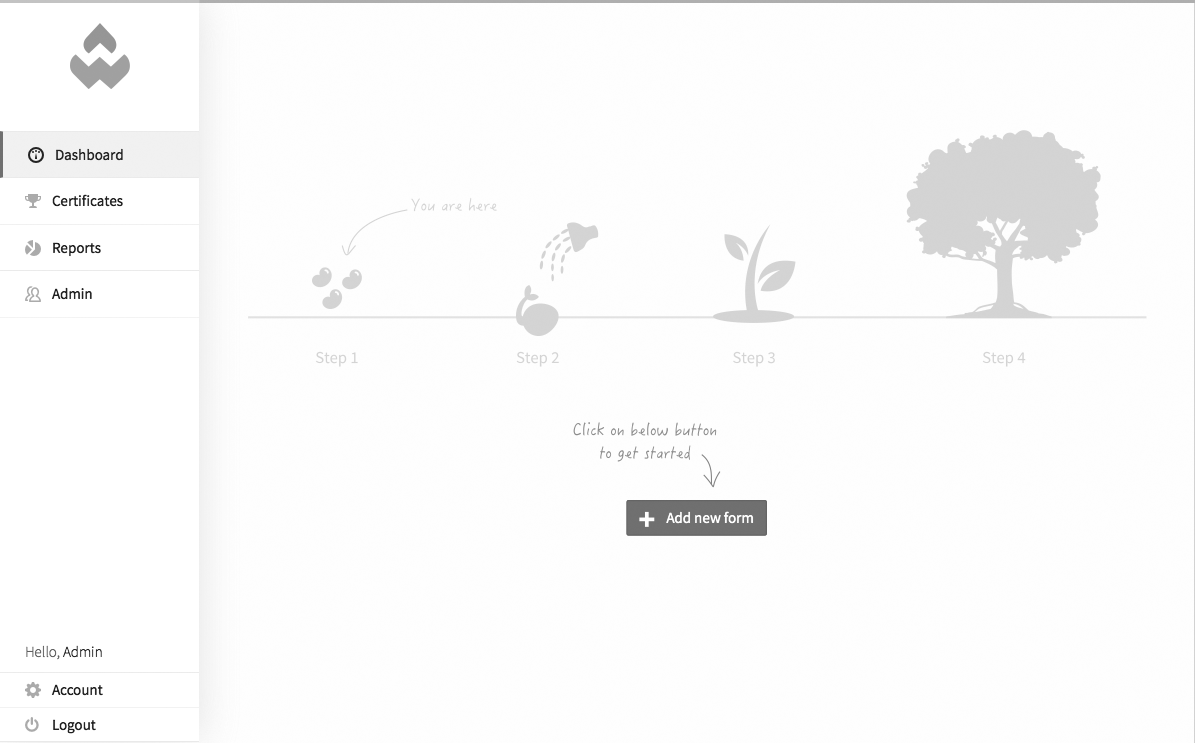 Dashboard
Certificates
Reports
Admin
You are here
Step 1
Step 2
Step 3
Step 4
Click on below button
to get started
Add new form
Hello, Admin
Account
Logout